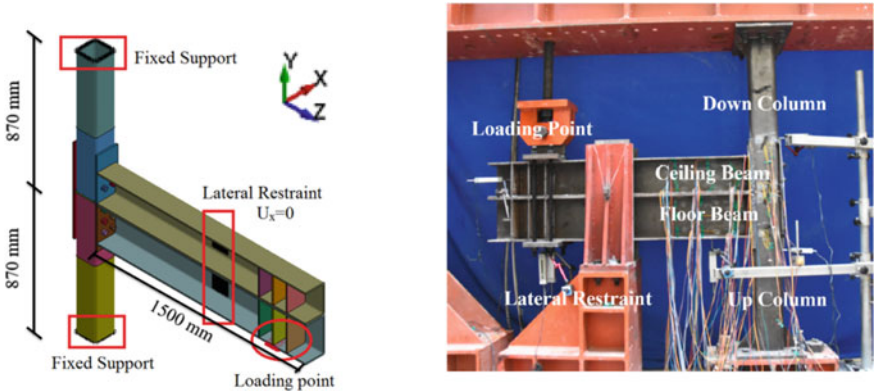 Fixed Support
Y
X
Z
870 mm
Lateral Restraint
Uₓ=0
870 mm
1500 mm
Fixed Support
Loading point
Down Column
Loading Point
Ceiling Beam
Floor Beam
Lateral Restraint
Up Column